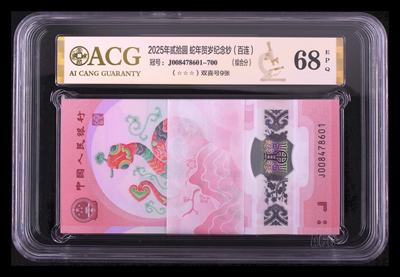 ACG
AI CANG GUARANTY
2025年贰拾圆 蛇年贺岁纪念钞（百连）
冠号：J008478601-700 （综合分）
（☆☆☆）双喜号9张
68 EPQ
中国人民银行
J008478601
ACG